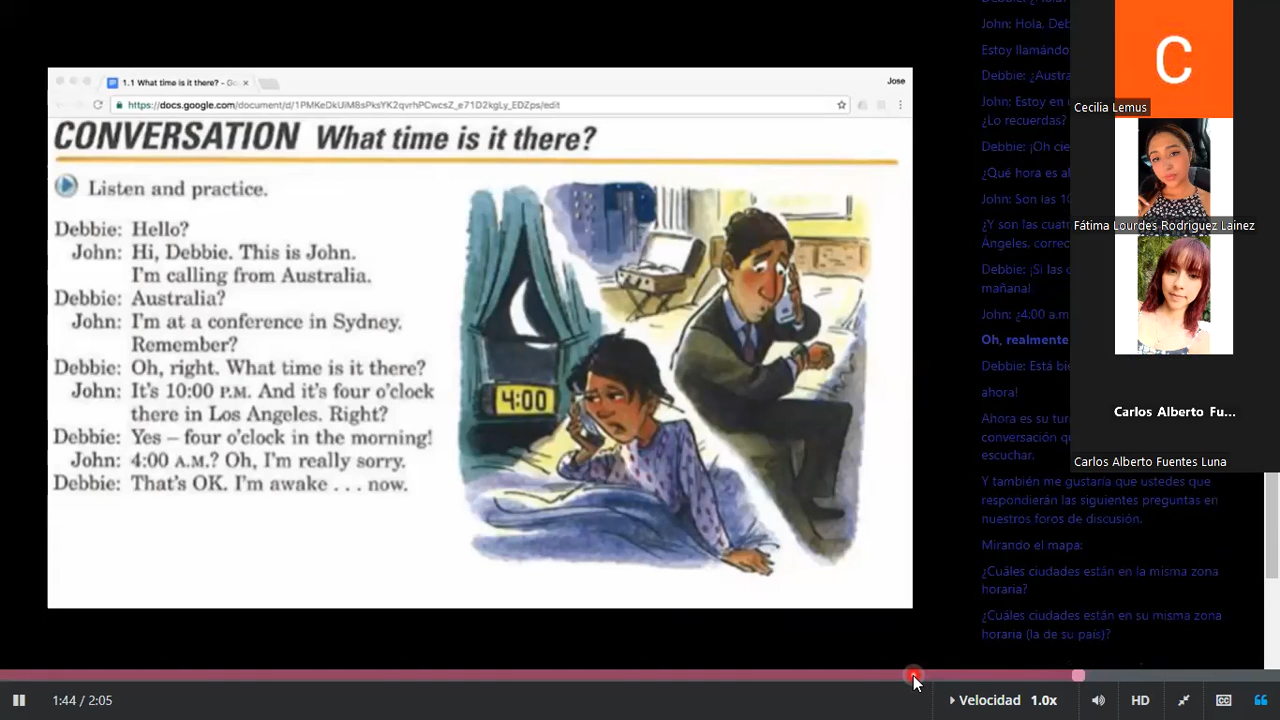 1.1 What time is it there? - Go
Jose
https://docs.google.com/document/d/1PMKeDkUiM8sPksYK2qvrhPCwcsZ_e71D2kgLy_EDZps/edit
CONVERSATION What time is it there?
Listen and practice.
Debbie: Hello?
John: Hi, Debbie. This is John.
I'm calling from Australia.
Debbie: Australia?
John: I'm at a conference in Sydney.
Remember?
Debbie: Oh, right. What time is it there?
John: It's 10:00 P.M. And it's four o'clock
there in Los Angeles. Right?
Debbie: Yes – four o'clock in the morning!
John: 4:00 A.M.? Oh, I'm really sorry.
Debbie: That's OK. I'm awake . . . now.
4:00
John: Hola, Deb
Estoy llamándo
Debbie: ¿Austra
John: Estoy en
¿Lo recuerdas?
Debbie: ¡Oh cie
¿Qué hora es a
John: Son las 10
¿Y son las cuat
Ángeles, correc
Debbie: ¡Si las
mañana!
John: ¿4:00 a.m
Oh, realmente
Debbie: Está bi
ahora!
Ahora es su tur
conversación q
escuchar.
Y también me gustaría que ustedes que
respondierán las siguientes preguntas en
nuestros foros de discusión.
Mirando el mapa:
¿Cuáles ciudades están en la misma zona
horaria?
¿Cuáles ciudades están en su misma zona
horaria (la de su país)?
C
Cecilia Lemus
Fátima Lourdes Rodriguez Lainez
Carlos Alberto Fu...
Carlos Alberto Fuentes Luna
1:44 / 2:05
Velocidad 1.0x
HD
CC